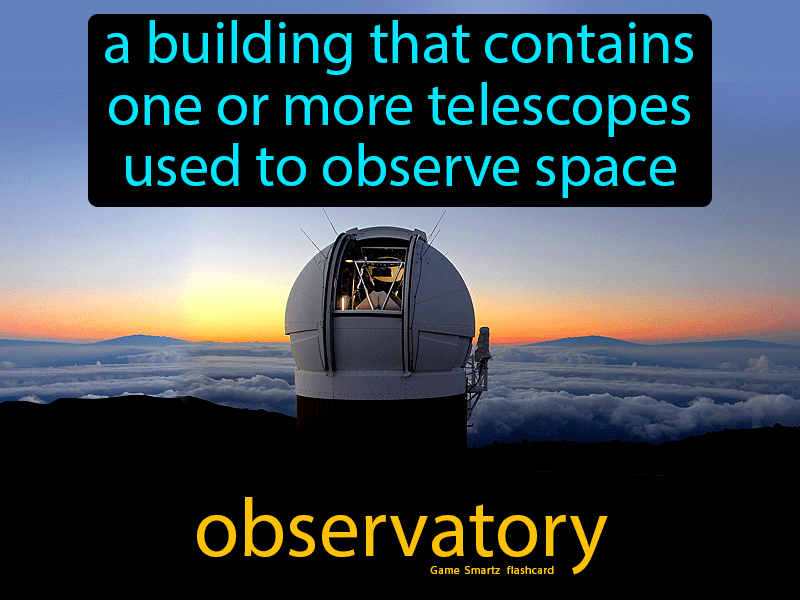 a building that contains
one or more telescopes
used to observe space
observatory
Game Smartz flashcard